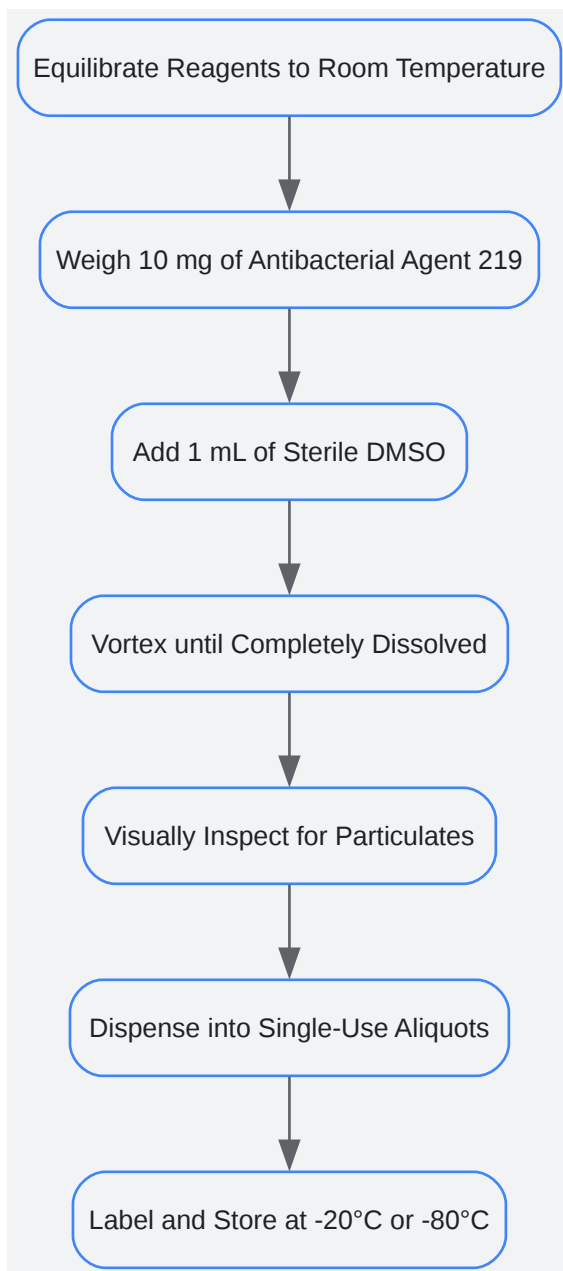 Equilibrate Reagents to Room Temperature
Weigh 10 mg of Antibacterial Agent 219
Add 1 mL of Sterile DMSO
Vortex until Completely Dissolved
Visually Inspect for Particulates
Dispense into Single-Use Aliquots
Label and Store at -20°C or -80°C